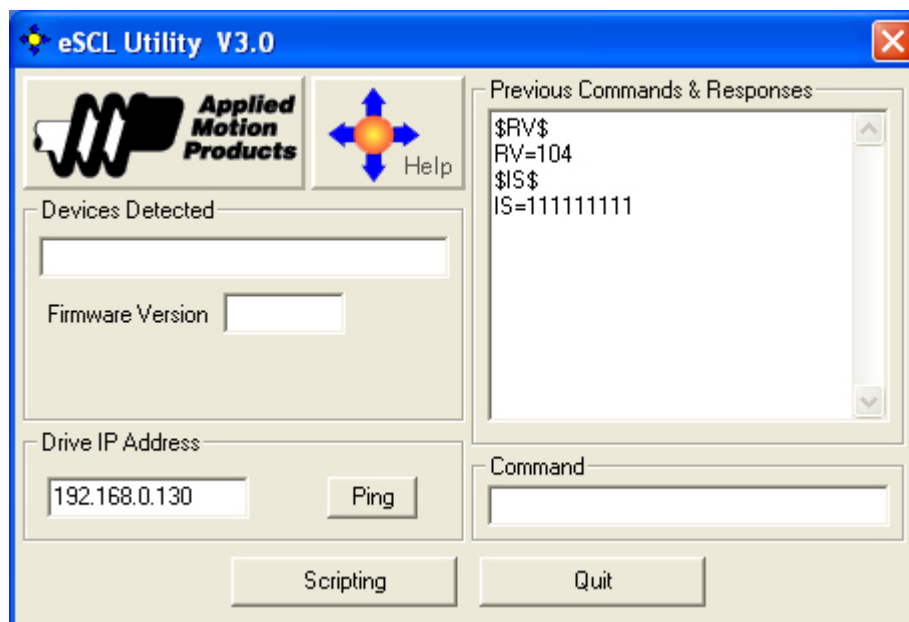 eSCL Utility V3.0
Applied
Motion
Products
Help
Devices Detected
Firmware Version
Drive IP Address
192.168.0.130
Ping
Previous Commands & Responses
$RV$
RV=104
$IS$
IS=111111111
Command
Scripting
Quit